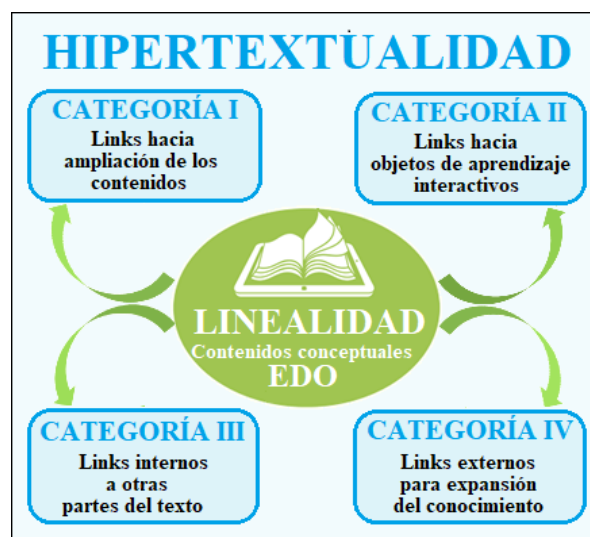 HIPERTEXTUALIDAD
CATEGORÍA I
Links hacia
ampliación de los
contenidos
CATEGORÍA II
Links hacia
objetos de aprendizaje
interactivos
LINEALIDAD
Contenidos conceptuales
EDO
CATEGORÍA III
Links internos
a otras
partes del texto
CATEGORÍA IV
Links externos
para expansión
del conocimiento